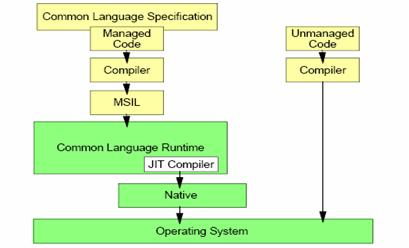 Common Language Specification
Managed
Code
Unmanaged
Code
Compiler
Compiler
MSIL
Common Language Runtime
JIT Compiler
Native
Operating System